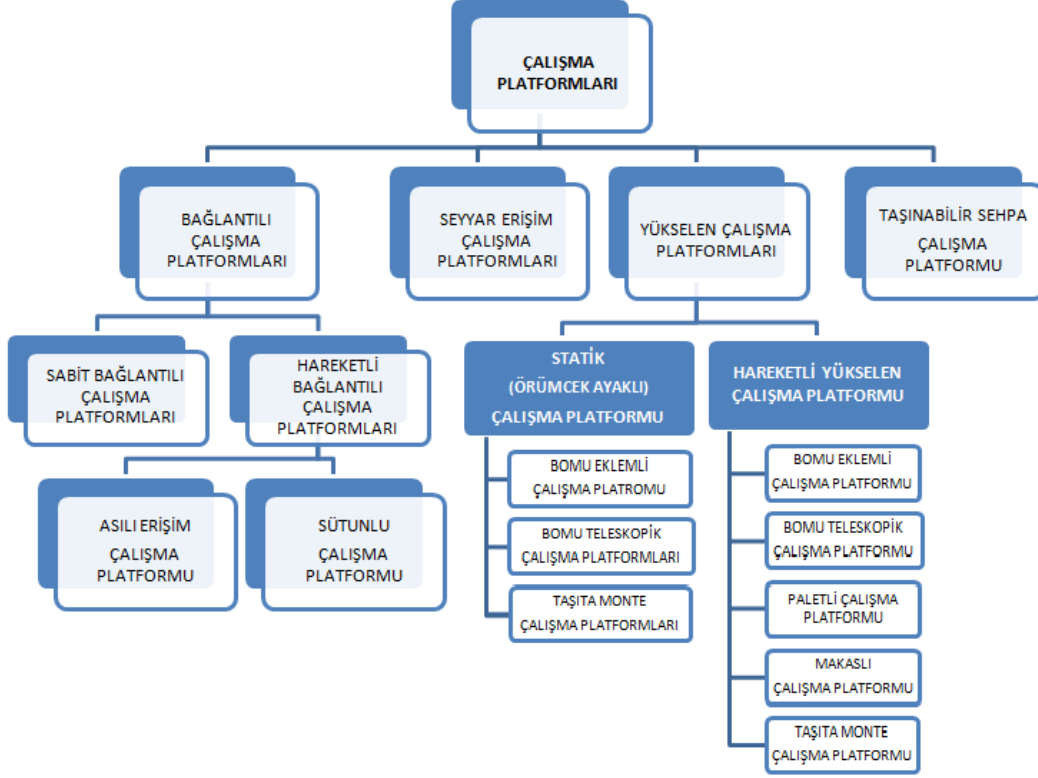 ÇALIŞMA
PLATFORMLARI
BAĞLANTILI
ÇALIŞMA
PLATFORMLARI
SEYYAR ERİŞİM
ÇALIŞMA
PLATFORMLARI
YÜKSELEN ÇALIŞMA
PLATFORMLARI
TAŞINABİLİR SEHPA
ÇALIŞMA
PLATFORMU
SABİT BAĞLANTILI
ÇALIŞMA
PLATFORMLARI
HAREKETLİ
BAĞLANTILI
ÇALIŞMA
PLATFORMLARI
STATİK
(ÖRÜMCEK AYAKLI)
ÇALIŞMA PLATFORMU
HAREKETLİ YÜKSELEN
ÇALIŞMA PLATFORMU
ASILI ERİŞİM
ÇALIŞMA
PLATFORMU
SÜTUNLU
ÇALIŞMA
PLATFORMU
BOMU EKLEMLİ
ÇALIŞMA PLATROMU
BOMU TELESKOPİK
ÇALIŞMA PLATFORMLARI
TAŞITA MONTE
ÇALIŞMA PLATFORMLARI
BOMU EKLEMLİ
ÇALIŞMA PLATFORMU
BOMU TELESKOPİK
ÇALIŞMA PLATFORMU
PALETLİ ÇALIŞMA
PLATFORMU
MAKASLI
ÇALIŞMA PLATFORMU
TAŞITA MONTE
ÇALIŞMA PLATFORMU